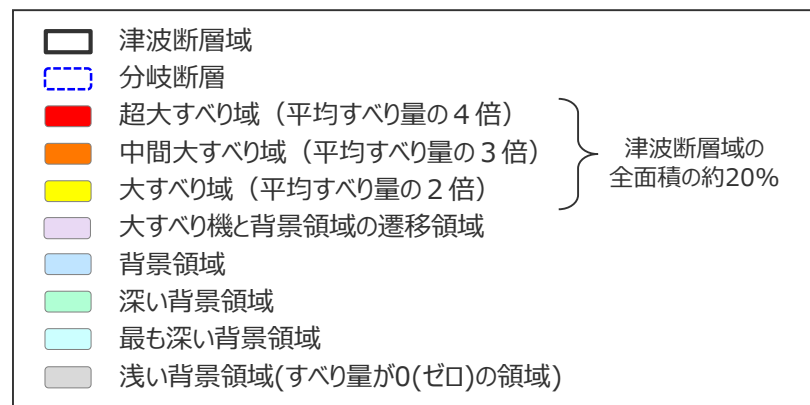 津波断層域
分岐断層
超大すべり域（平均すべり量の４倍）
中間大すべり域（平均すべり量の３倍）
大すべり域（平均すべり量の２倍）
津波断層域の
全面積の約20%
大すべり機と背景領域の遷移領域
背景領域
深い背景領域
最も深い背景領域
浅い背景領域(すべり量が0(ゼロ)の領域)